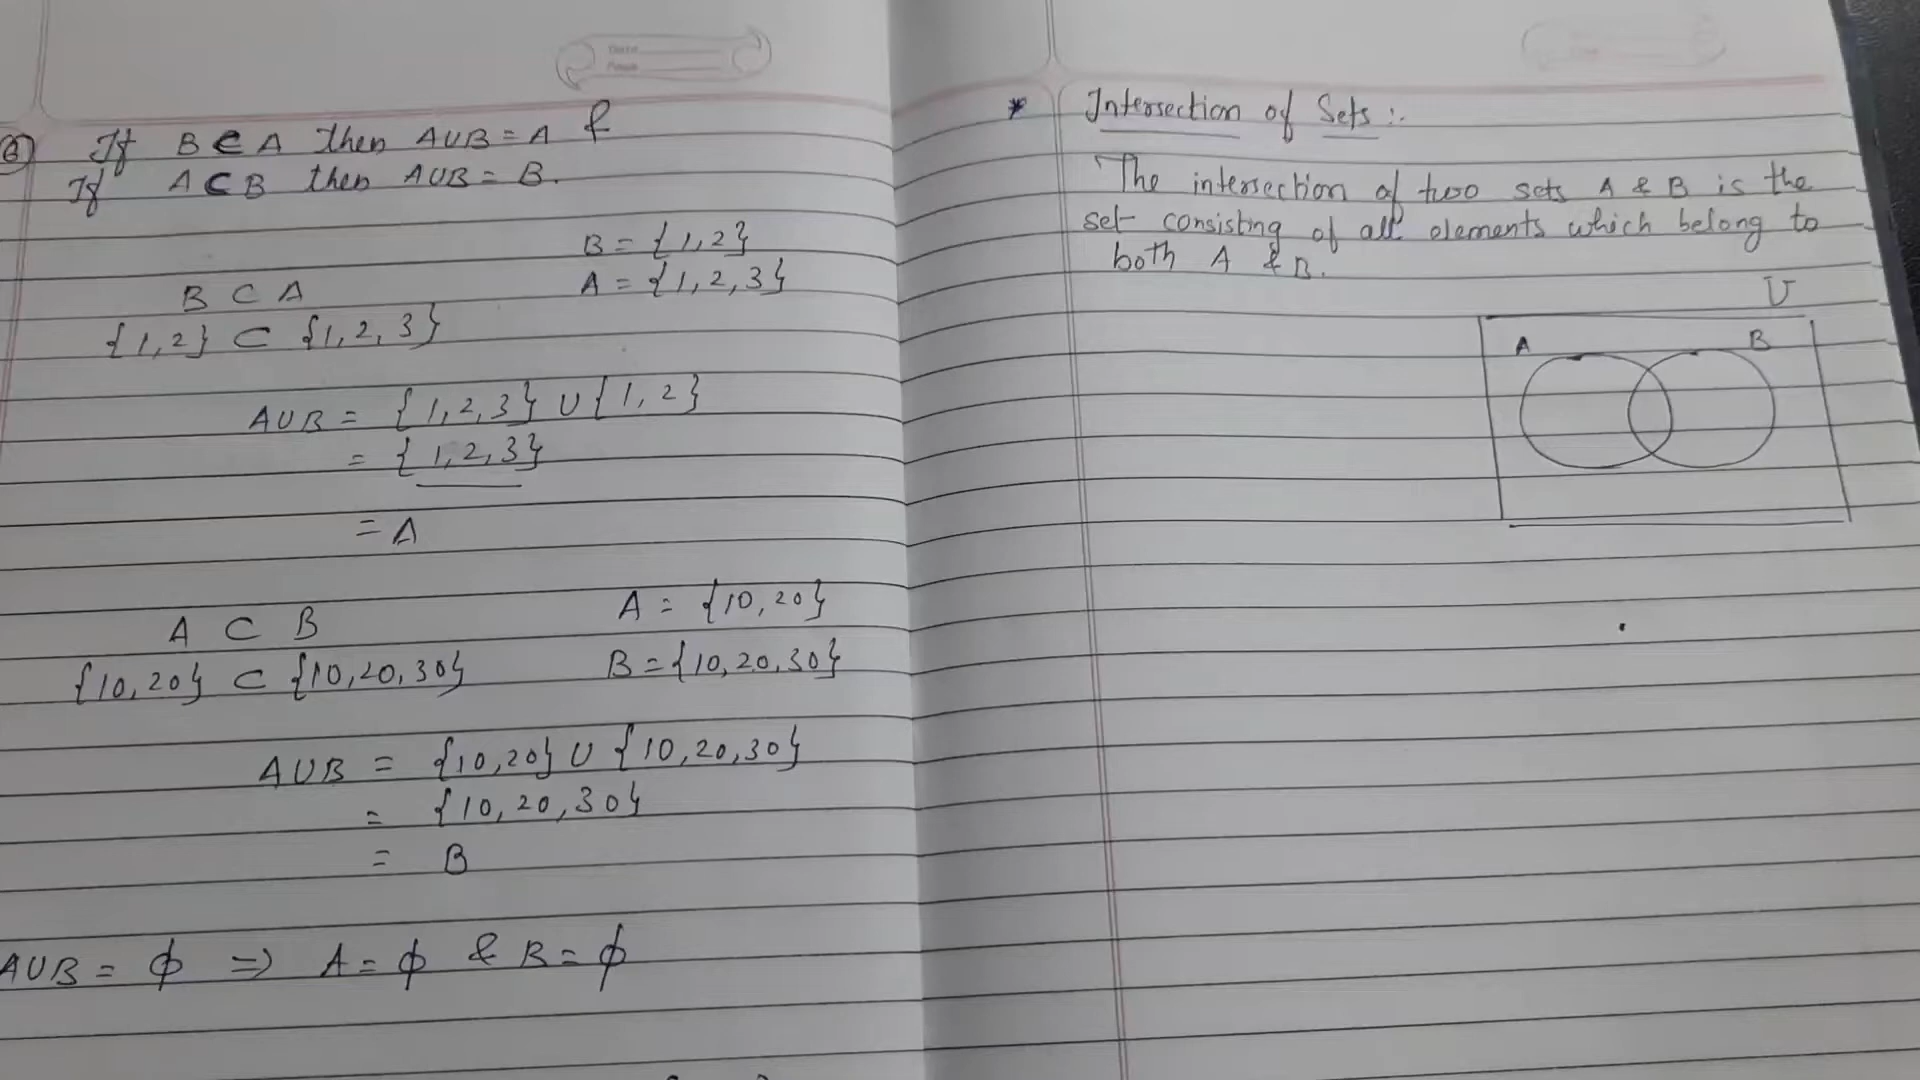 If B ⊂ A then A∪B = A &
If A ⊂ B then A∪B = B.
B = {1,2}
B ⊂ A
A = {1,2,3}
{1,2} ⊂ {1,2,3}
A∪B = {1,2,3} ∪ {1,2}
= {1,2,3}
= A
A ⊂ B
A = {10,20}
{10,20} ⊂ {10,20,30}
B = {10,20,30}
A∪B = {10,20} ∪ {10,20,30}
= {10,20,30}
= B
A∪B = ϕ ⇒ A = ϕ & B = ϕ
* Intersection of Sets :-
The intersection of two sets A & B is the
set consisting of all elements which belong to
both A & B.
U
A B